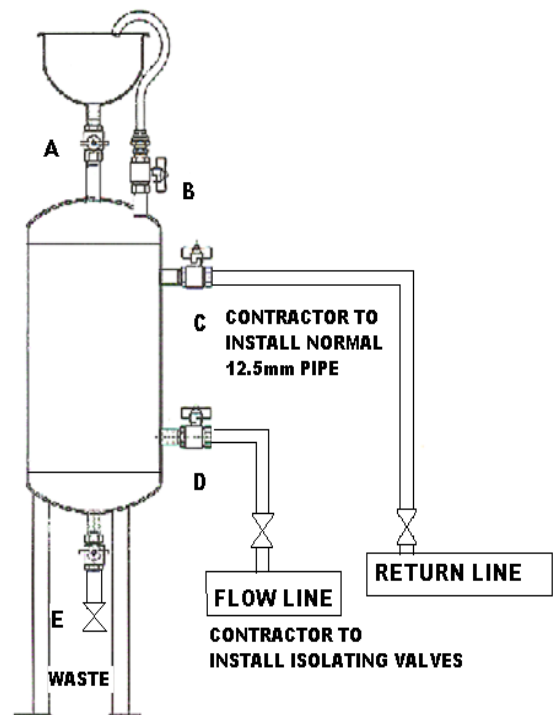 A
B
C
CONTRACTOR TO
INSTALL NORMAL
12.5mm PIPE
D
RETURN LINE
FLOW LINE
E
CONTRACTOR TO
INSTALL ISOLATING VALVES
WASTE